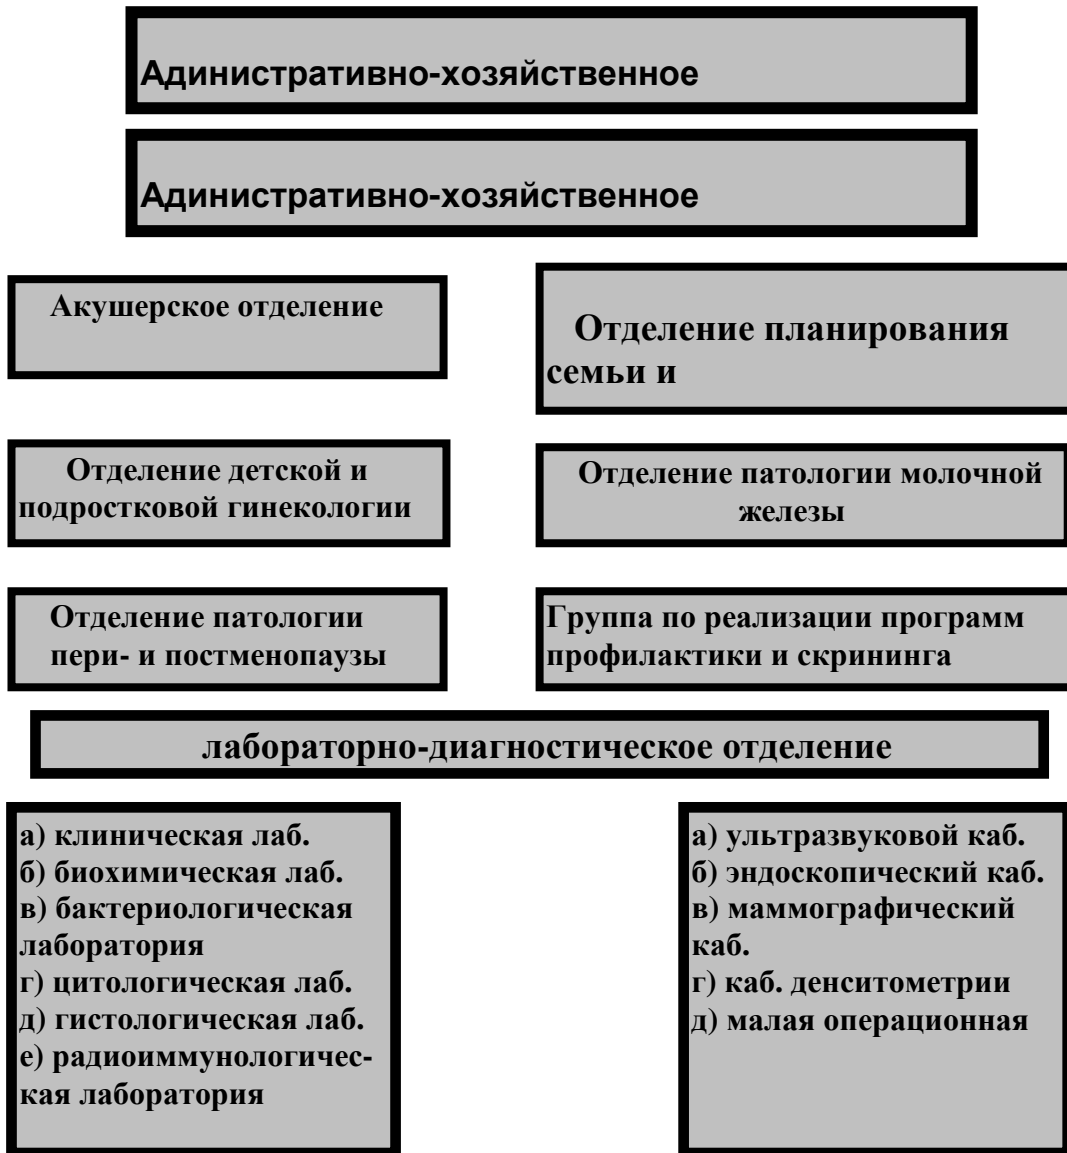 Адинистративно-хозяйственное
Адинистративно-хозяйственное
Акушерское отделение
Отделение планирования
семьи и
Отделение детской и
подростковой гинекологии
Отделение патологии молочной
железы
Отделение патологии
пери- и постменопаузы
Группа по реализации программ
профилактики и скрининга
лабораторно-диагностическое отделение
а) клиническая лаб.
б) биохимическая лаб.
в) бактериологическая
лаборатория
г) цитологическая лаб.
д) гистологическая лаб.
е) радиоиммунологичес-
кая лаборатория
а) ультразвуковой каб.
б) эндоскопический каб.
в) маммографический
каб.
г) каб. денситометрии
д) малая операционная